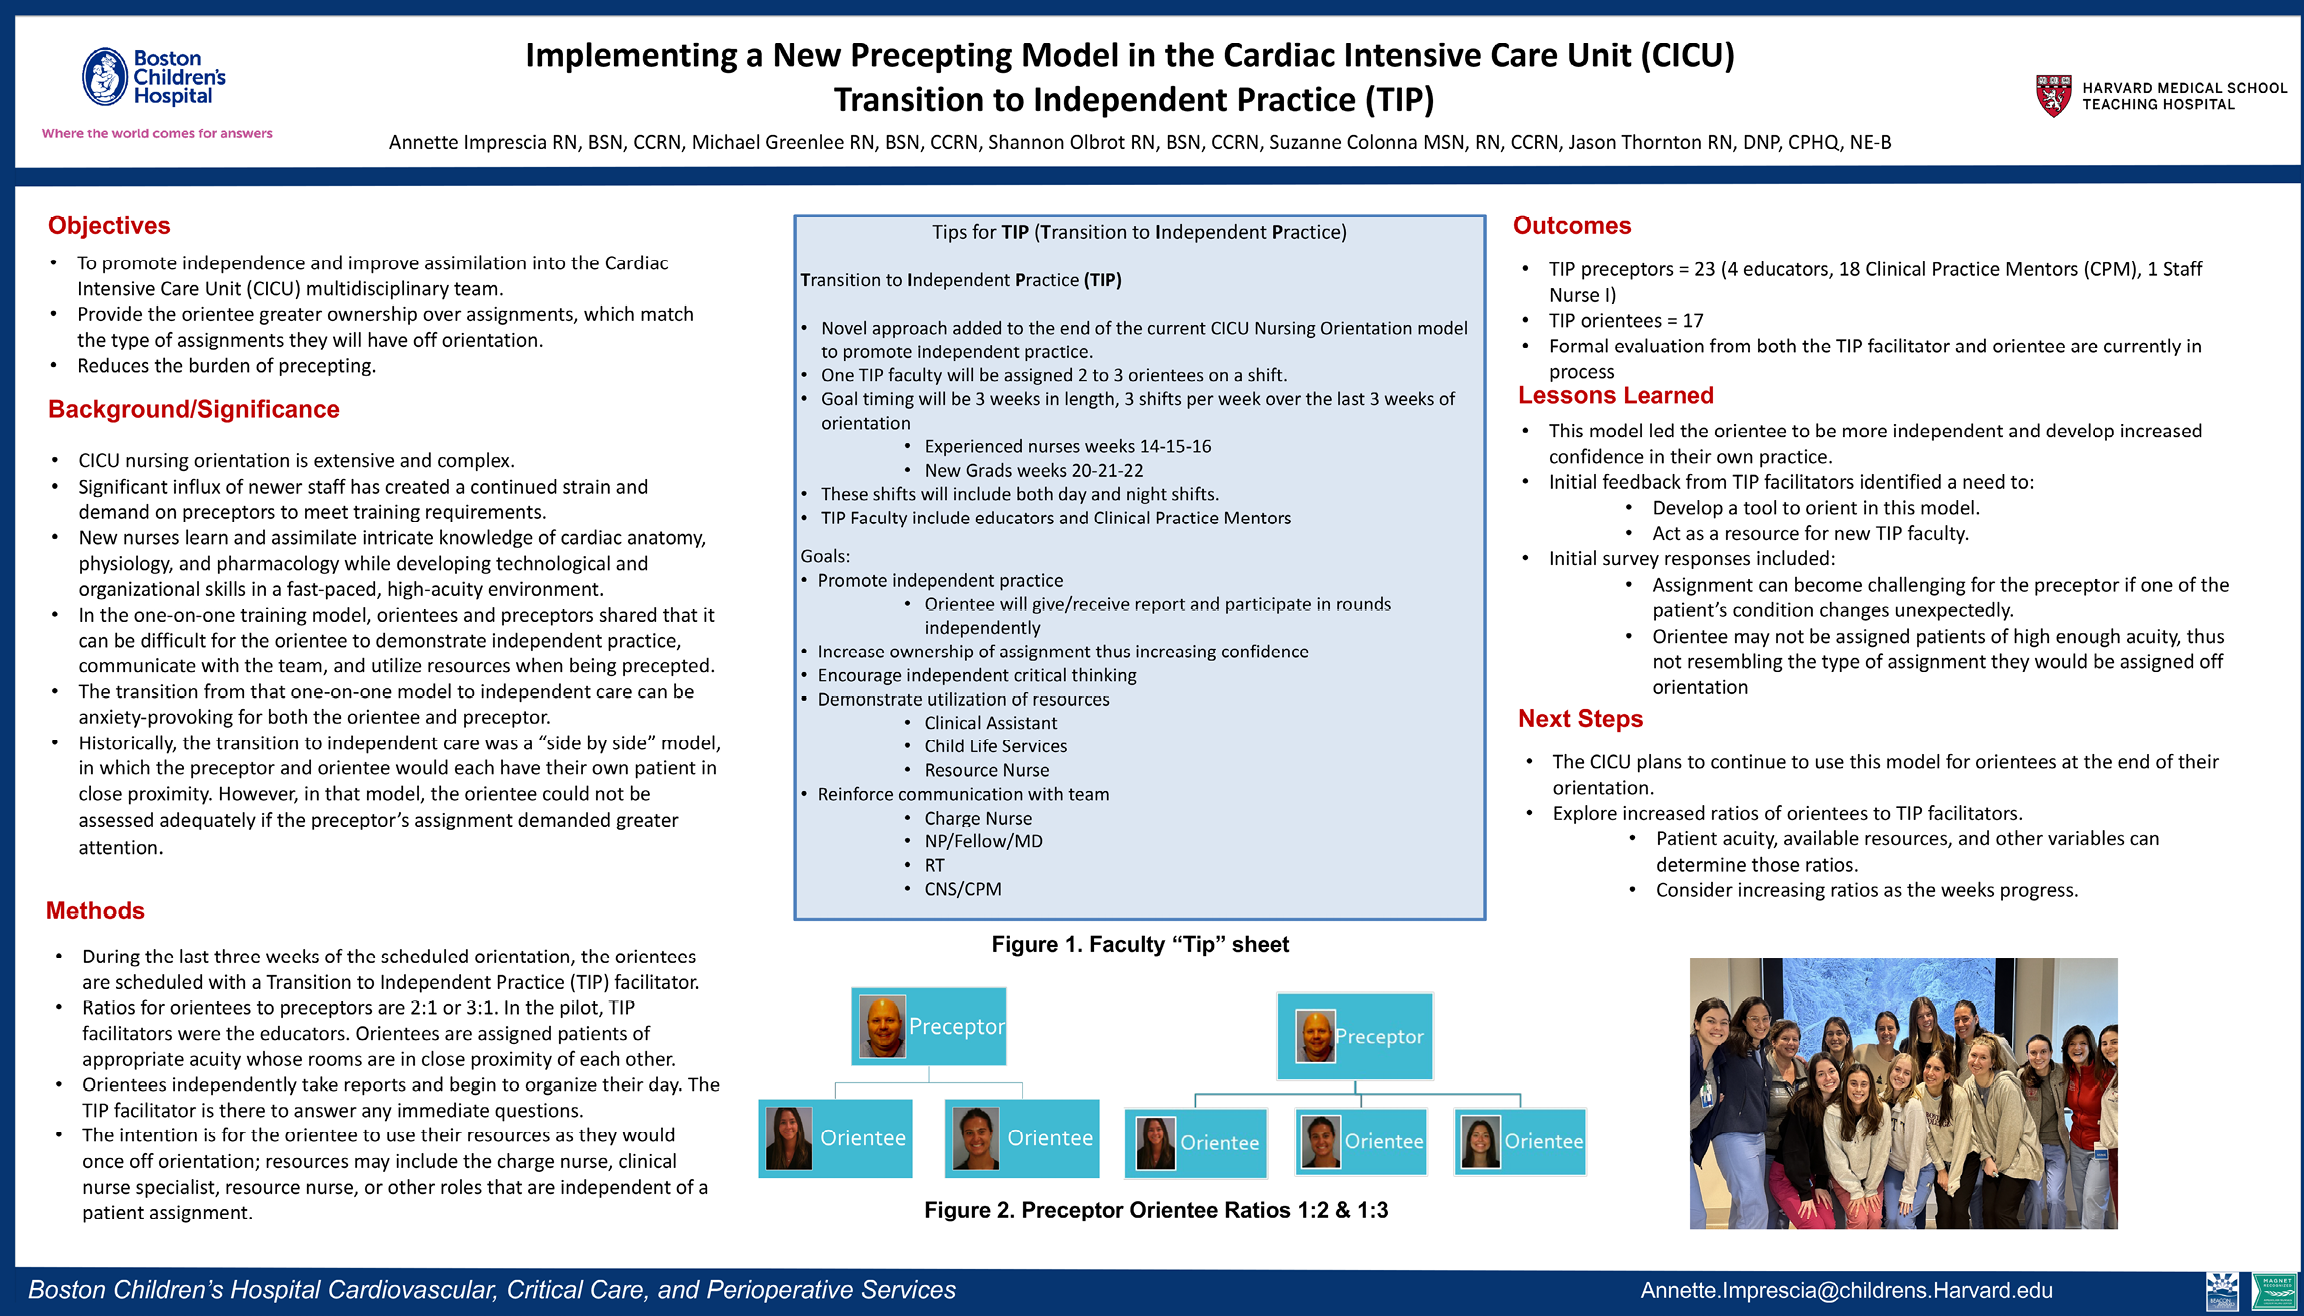 Boston
Children's
Hospital
Where the world comes for answers
Implementing a New Precepting Model in the Cardiac Intensive Care Unit (CICU)
Transition to Independent Practice (TIP)
Annette Imprescia RN, BSN, CCRN, Michael Greenlee RN, BSN, CCRN, Shannon Olbrot RN, BSN, CCRN, Suzanne Colonna MSN, RN, CCRN, Jason Thornton RN, DNP, CPHQ, NE-B
HARVARD MEDICAL SCHOOL
TEACHING HOSPITAL
Objectives
• To promote independence and improve assimilation into the Cardiac
Intensive Care Unit (CICU) multidisciplinary team.
• Provide the orientee greater ownership over assignments, which match
the type of assignments they will have off orientation.
• Reduces the burden of precepting.
Background/Significance
• CICU nursing orientation is extensive and complex.
• Significant influx of newer staff has created a continued strain and
demand on preceptors to meet training requirements.
• New nurses learn and assimilate intricate knowledge of cardiac anatomy,
physiology, and pharmacology while developing technological and
organizational skills in a fast-paced, high-acuity environment.
• In the one-on-one training model, orientees and preceptors shared that it
can be difficult for the orientee to demonstrate independent practice,
communicate with the team, and utilize resources when being precepted.
• The transition from that one-on-one model to independent care can be
anxiety-provoking for both the orientee and preceptor.
• Historically, the transition to independent care was a “side by side” model,
in which the preceptor and orientee would each have their own patient in
close proximity. However, in that model, the orientee could not be
assessed adequately if the preceptor’s assignment demanded greater
attention.
Methods
• During the last three weeks of the scheduled orientation, the orientees
are scheduled with a Transition to Independent Practice (TIP) facilitator.
• Ratios for orientees to preceptors are 2:1 or 3:1. In the pilot, TIP
facilitators were the educators. Orientees are assigned patients of
appropriate acuity whose rooms are in close proximity of each other.
• Orientees independently take reports and begin to organize their day. The
TIP facilitator is there to answer any immediate questions.
• The intention is for the orientee to use their resources as they would
once off orientation; resources may include the charge nurse, clinical
nurse specialist, resource nurse, or other roles that are independent of a
patient assignment.
Tips for TIP (Transition to Independent Practice)
Transition to Independent Practice (TIP)
• Novel approach added to the end of the current CICU Nursing Orientation model
to promote independent practice.
• One TIP faculty will be assigned 2 to 3 orientees on a shift.
• Goal timing will be 3 weeks in length, 3 shifts per week over the last 3 weeks of
orientation
• Experienced nurses weeks 14-15-16
• New Grads weeks 20-21-22
• These shifts will include both day and night shifts.
• TIP Faculty include educators and Clinical Practice Mentors
Goals:
• Promote independent practice
• Orientee will give/receive report and participate in rounds
independently
• Increase ownership of assignment thus increasing confidence
• Encourage independent critical thinking
• Demonstrate utilization of resources
• Clinical Assistant
• Child Life Services
• Resource Nurse
• Reinforce communication with team
• Charge Nurse
• NP/Fellow/MD
• RT
• CNS/CPM
Figure 1. Faculty “Tip” sheet
Preceptor
Orientee
Orientee
Preceptor
Orientee
Orientee
Orientee
Figure 2. Preceptor Orientee Ratios 1:2 & 1:3
Outcomes
• TIP preceptors = 23 (4 educators, 18 Clinical Practice Mentors (CPM), 1 Staff
Nurse I)
• TIP orientees = 17
• Formal evaluation from both the TIP facilitator and orientee are currently in
process
Lessons Learned
• This model led the orientee to be more independent and develop increased
confidence in their own practice.
• Initial feedback from TIP facilitators identified a need to:
• Develop a tool to orient in this model.
• Act as a resource for new TIP faculty.
• Initial survey responses included:
• Assignment can become challenging for the preceptor if one of the
patient’s condition changes unexpectedly.
• Orientee may not be assigned patients of high enough acuity, thus
not resembling the type of assignment they would be assigned off
orientation
Next Steps
• The CICU plans to continue to use this model for orientees at the end of their
orientation.
• Explore increased ratios of orientees to TIP facilitators.
• Patient acuity, available resources, and other variables can
determine those ratios.
• Consider increasing ratios as the weeks progress.
Boston Children’s Hospital Cardiovascular, Critical Care, and Perioperative Services
Annette.Imprescia@childrens.Harvard.edu
BEACON
MAGNET
RECOGNIZED